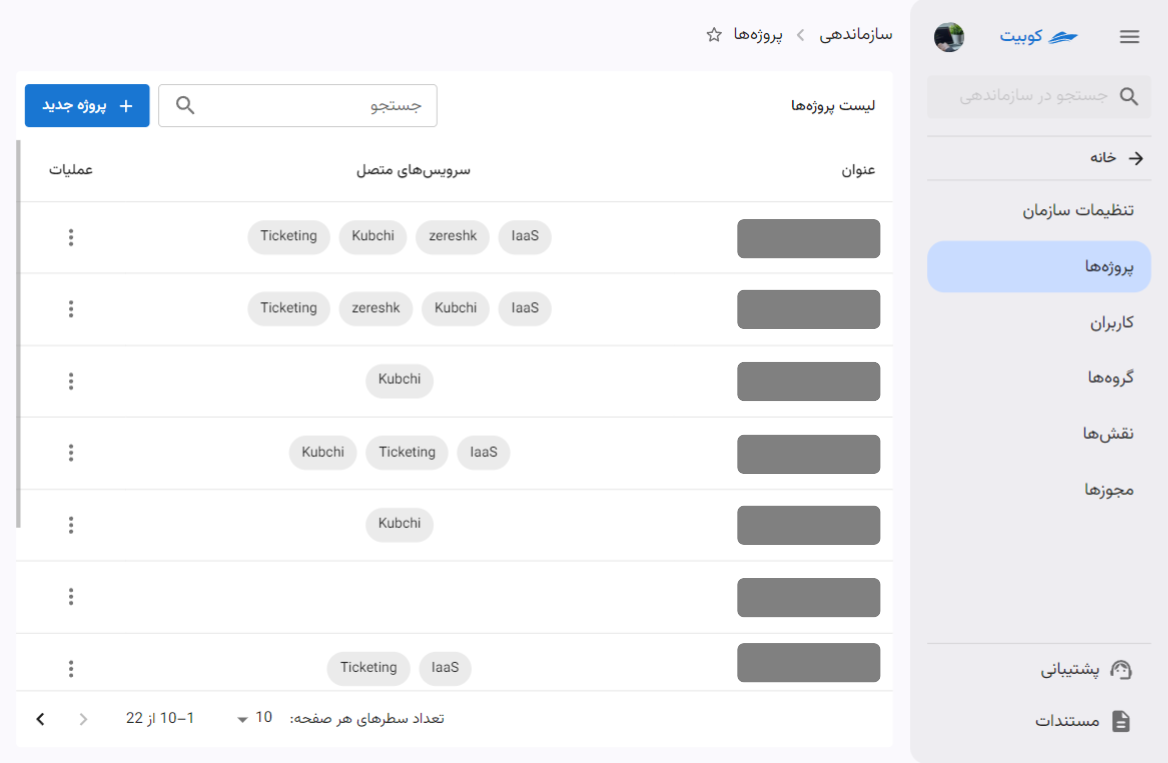 کوبیت
جستجو در سازماندهی
خانه
تنظیمات سازمان
پروژه‌ها
کاربران
گروه‌ها
نقش‌ها
مجوزها
پشتیبانی
مستندات
سازماندهی > پروژه‌ها
لیست پروژه‌ها
جستجو
+ پروژه جدید
عنوان سرویس‌های متصل عملیات
Ticketing Kubchi zereshk IaaS
Ticketing zereshk Kubchi IaaS
Kubchi
Kubchi Ticketing IaaS
Kubchi
Ticketing IaaS
تعداد سطرهای هر صفحه: 10 1–10 از 22